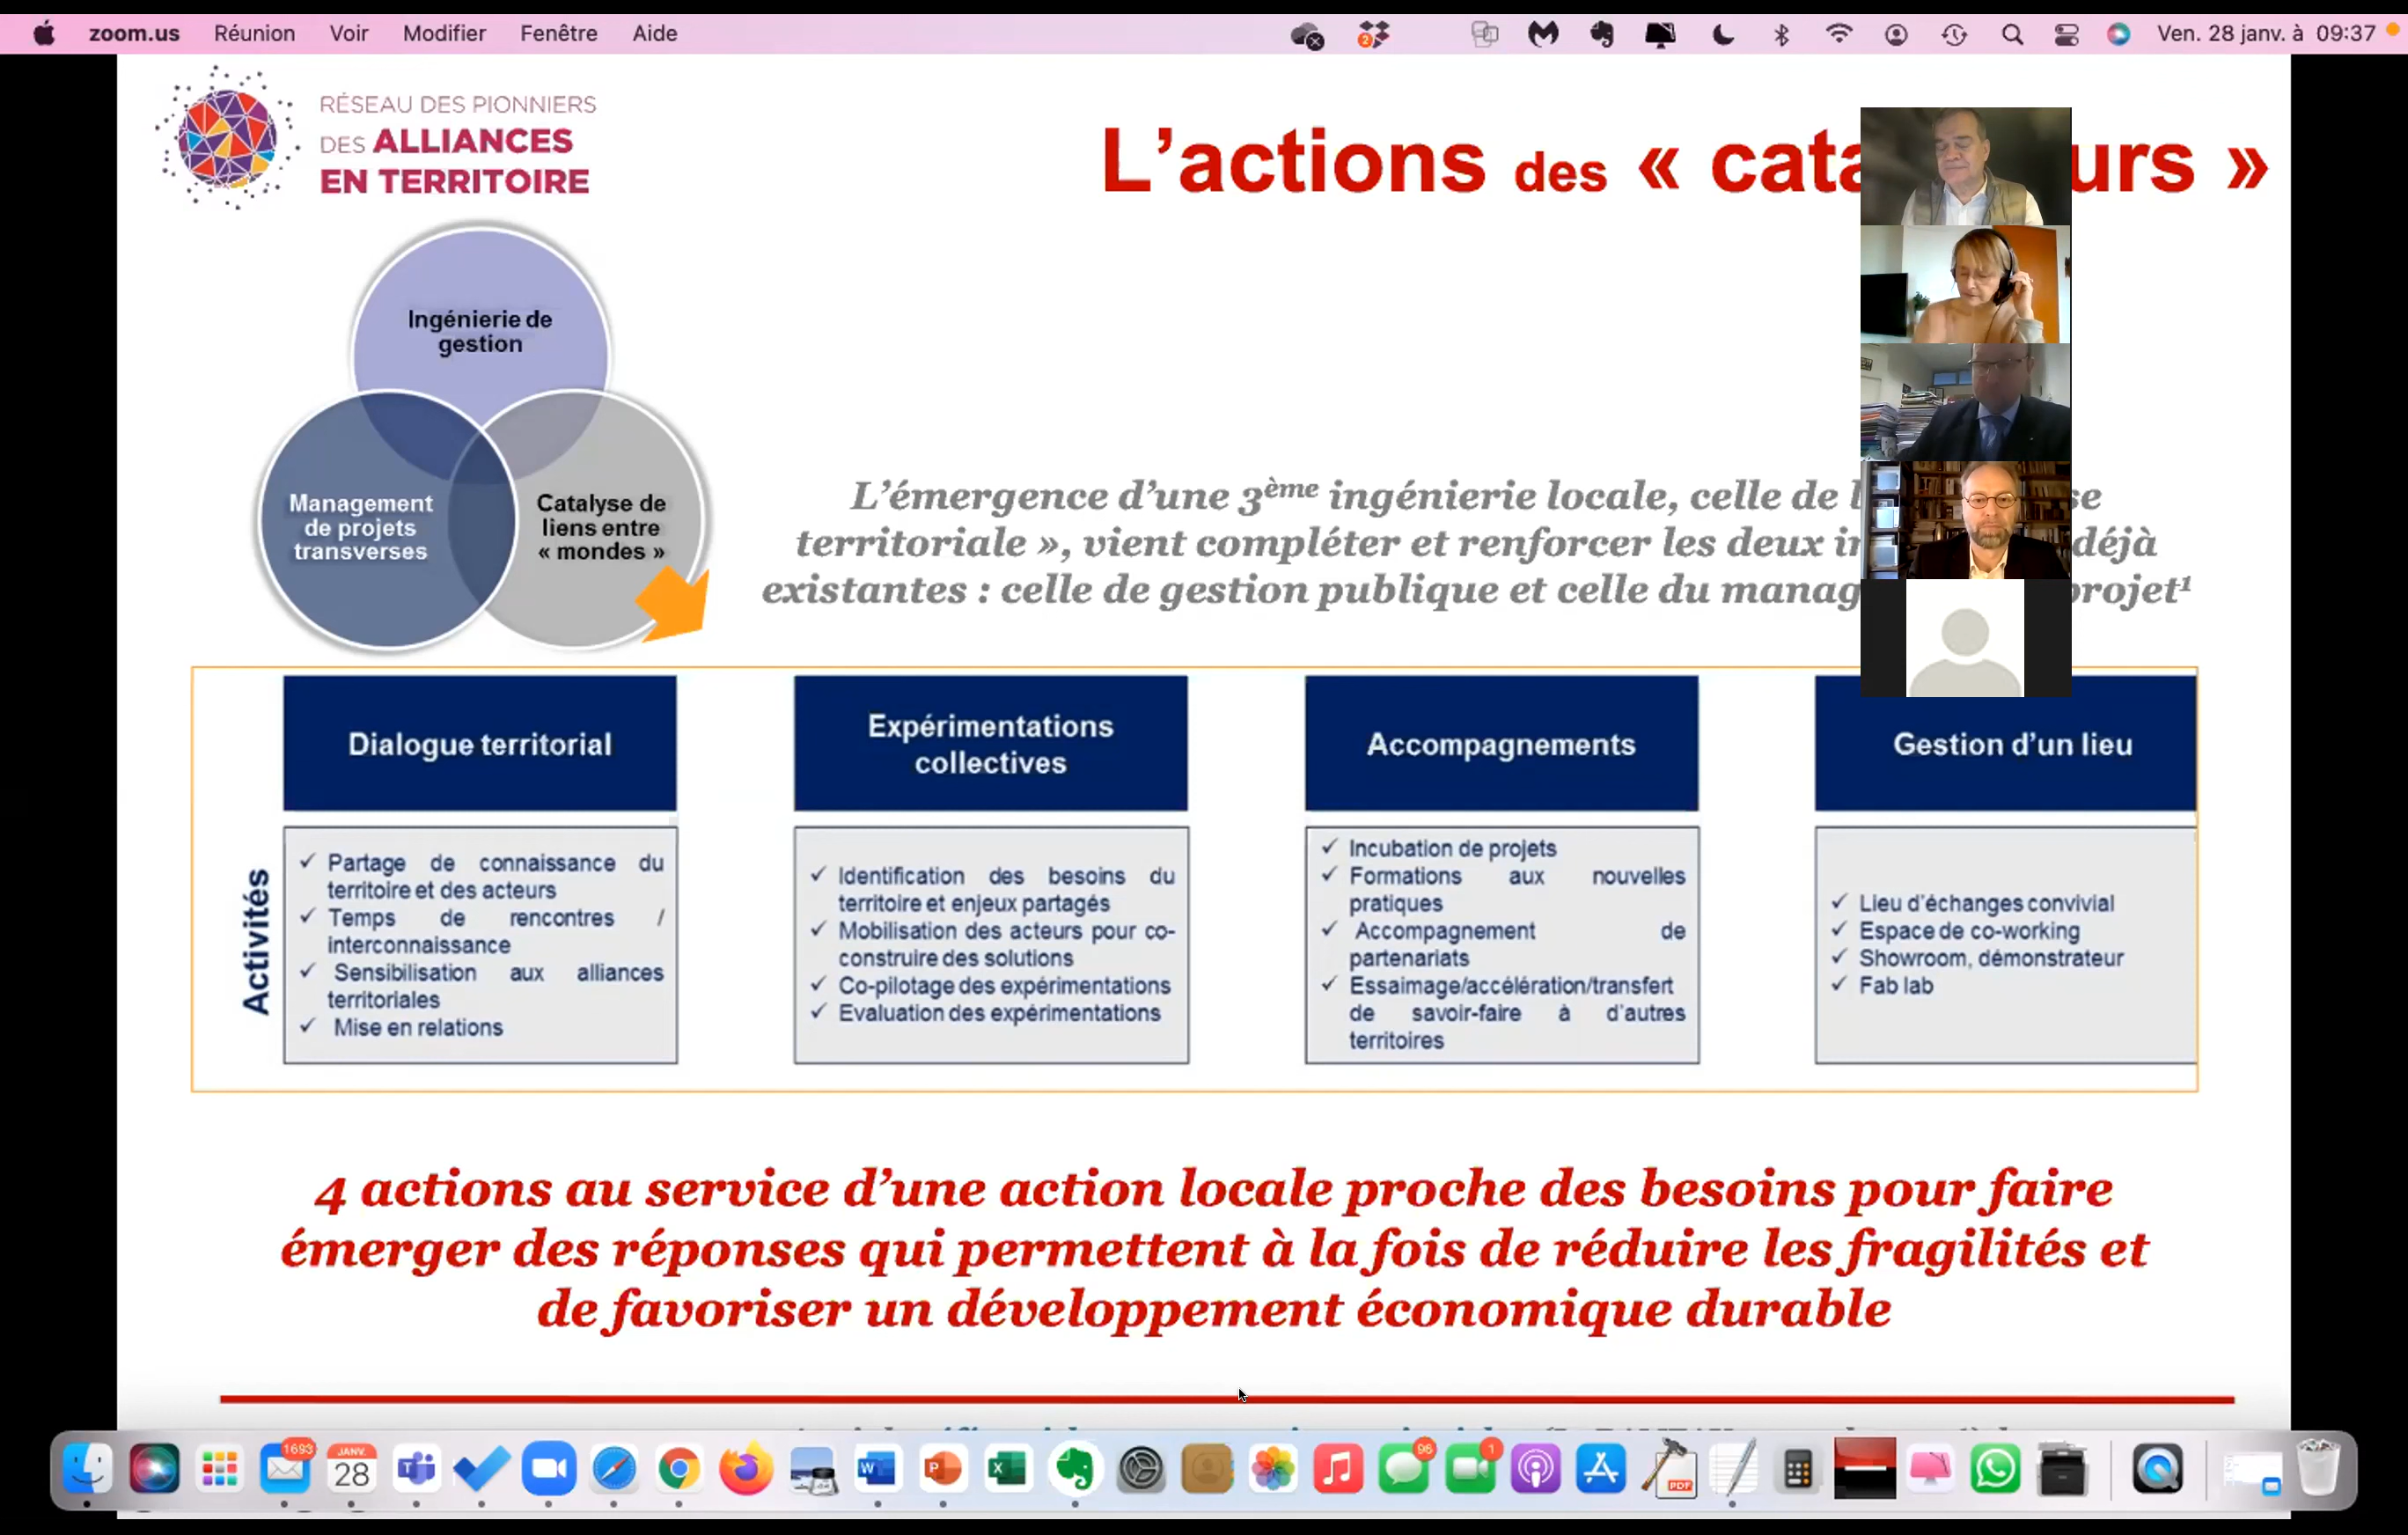 zoom.us Réunion Voir Modifier Fenêtre Aide
Ven. 28 janv. à 09:37
RÉSEAU DES PIONNIERS
DES ALLIANCES
EN TERRITOIRE
L’actions des « cata urs »
Ingénierie de
gestion
Management
de projets
transverses
Catalyse de
liens entre
« mondes »
L’émergence d’une 3ème ingénierie locale, celle de
territoriale », vient compléter et renforcer les deux déjà
existantes : celle de gestion publique et celle du manag projet¹
Activités
Dialogue territorial
✓ Partage de connaissance du
territoire et des acteurs
✓ Temps de rencontres /
interconnaissance
✓ Sensibilisation aux alliances
territoriales
✓ Mise en relations
Expérimentations
collectives
✓ Identification des besoins du
territoire et enjeux partagés
✓ Mobilisation des acteurs pour co-
construire des solutions
✓ Co-pilotage des expérimentations
✓ Evaluation des expérimentations
Accompagnements
✓ Incubation de projets
✓ Formations aux nouvelles
pratiques
✓ Accompagnement de
partenariats
✓ Essaimage/accélération/transfert
de savoir-faire à d’autres
territoires
Gestion d’un lieu
✓ Lieu d’échanges convivial
✓ Espace de co-working
✓ Showroom, démonstrateur
✓ Fab lab
4 actions au service d’une action locale proche des besoins pour faire
émerger des réponses qui permettent à la fois de réduire les fragilités et
de favoriser un développement économique durable
1693
JANV.
28
96
1
PDF